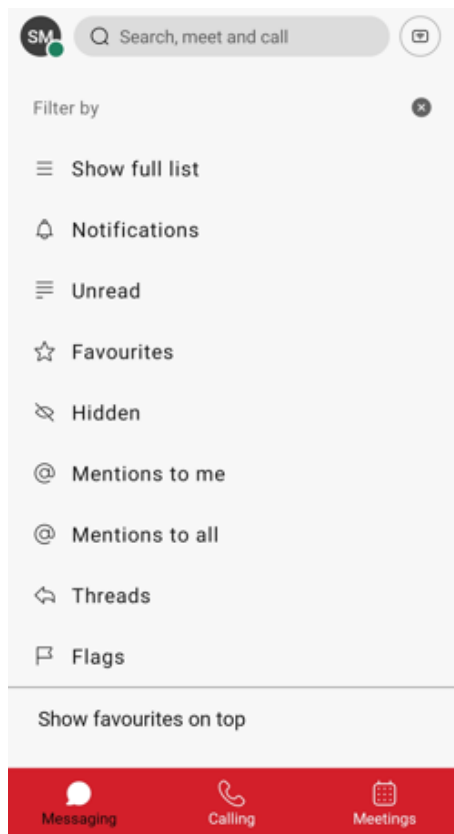 SM
Search, meet and call
Filter by
Show full list
Notifications
Unread
Favourites
Hidden
@ Mentions to me
@ Mentions to all
Threads
Flags
Show favourites on top
Messaging Calling Meetings